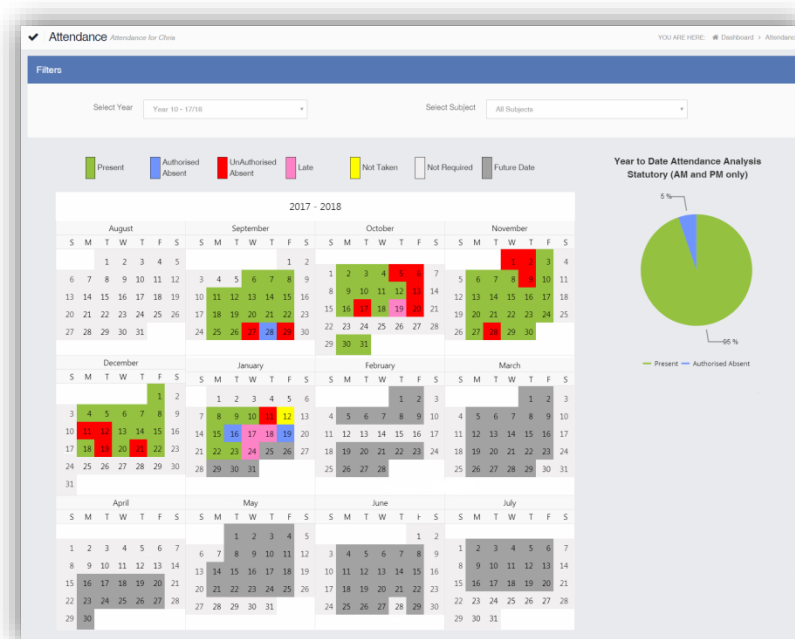 Attendance Attendance for Chris
YOU ARE HERE: Dashboard > Attendance
Filters
Select Year Year 10 - 17/18
Select Subject All Subjects
Present Authorised Absent UnAuthorised Absent Late Not Taken Not Required Future Date
Year to Date Attendance Analysis
Statutory (AM and PM only)
5 %
95 %
Present Authorised Absent
2017 - 2018
August
S M T W T F S
1 2 3 4 5
6 7 8 9 10 11 12
13 14 15 16 17 18 19
20 21 22 23 24 25 26
27 28 29 30 31
September
S M T W T F S
1 2
3 4 5 6 7 8 9
10 11 12 13 14 15 16
17 18 19 20 21 22 23
24 25 26 27 28 29 30
October
S M T W T F S
1 2 3 4 5 6 7
8 9 10 11 12 13 14
15 16 17 18 19 20 21
22 23 24 25 26 27 28
29 30 31
November
S M T W T F S
1 2 3 4
5 6 7 8 9 10 11
12 13 14 15 16 17 18
19 20 21 22 23 24 25
26 27 28 29 30
December
S M T W T F S
1 2
3 4 5 6 7 8 9
10 11 12 13 14 15 16
17 18 19 20 21 22 23
24 25 26 27 28 29 30
31
January
S M T W T F S
1 2 3 4 5 6
7 8 9 10 11 12 13
14 15 16 17 18 19 20
21 22 23 24 25 26 27
28 29 30 31
February
S M T W T F S
1 2 3
4 5 6 7 8 9 10
11 12 13 14 15 16 17
18 19 20 21 22 23 24
25 26 27 28
March
S M T W T F S
1 2 3
4 5 6 7 8 9 10
11 12 13 14 15 16 17
18 19 20 21 22 23 24
25 26 27 28 29 30 31
April
S M T W T F S
1 2 3 4 5 6 7
8 9 10 11 12 13 14
15 16 17 18 19 20 21
22 23 24 25 26 27 28
29 30
May
S M T W T F S
1 2 3 4 5
6 7 8 9 10 11 12
13 14 15 16 17 18 19
20 21 22 23 24 25 26
27 28 29 30 31
June
S M T W T F S
1 2
3 4 5 6 7 8 9
10 11 12 13 14 15 16
17 18 19 20 21 22 23
24 25 26 27 28 29 30
July
S M T W T F S
1 2 3 4 5 6 7
8 9 10 11 12 13 14
15 16 17 18 19 20 21
22 23 24 25 26 27 28
29 30 31